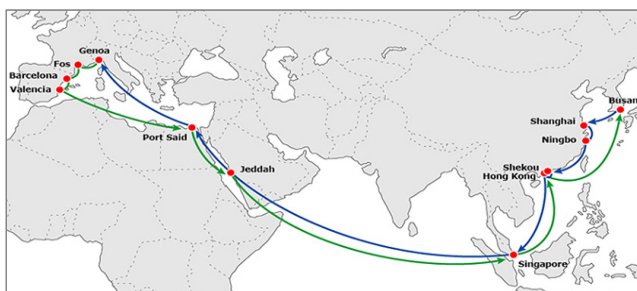 Genoa
Fos
Barcelona
Valencia
Port Said
Jeddah
Busan
Shanghai
Ningbo
Shekou
Hong Kong
Singapore